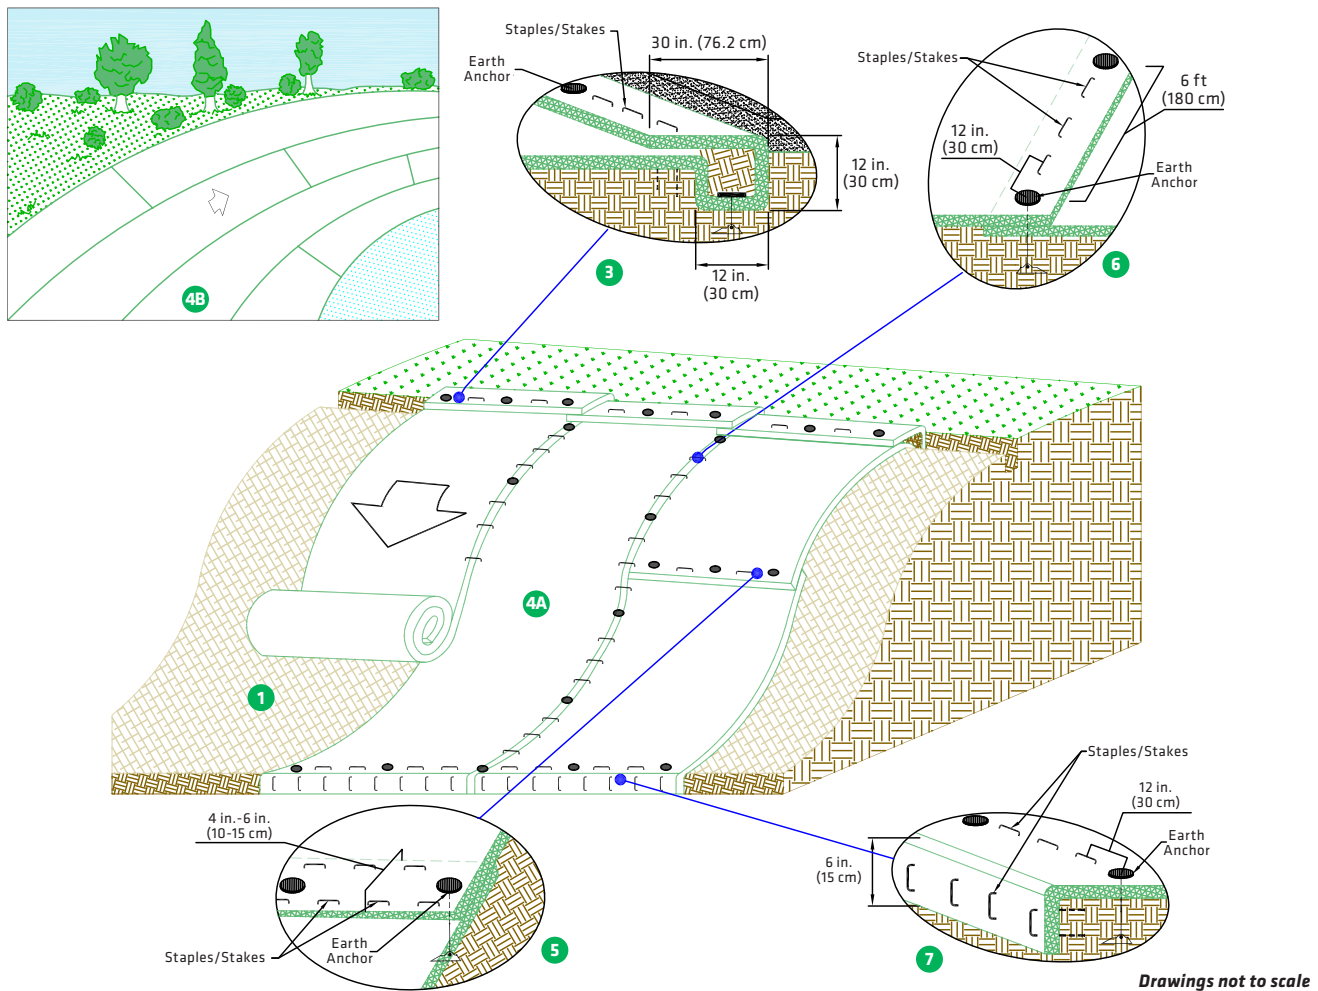 Staples/Stakes
30 in. (76.2 cm)
Earth
Anchor
12 in.
(30 cm)
12 in.
(30 cm)
3
Staples/Stakes
6 ft
(180 cm)
12 in.
(30 cm)
Earth
Anchor
6
4B
4A
1
4 in.-6 in.
(10-15 cm)
Staples/Stakes
Earth
Anchor
5
Staples/Stakes
12 in.
(30 cm)
Earth
Anchor
6 in.
(15 cm)
7
Drawings not to scale